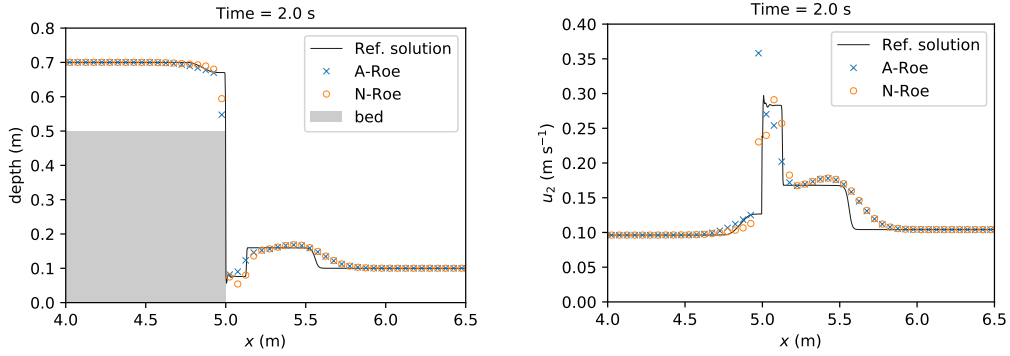 Time = 2.0 s
0.8
0.7
0.6
0.5
0.4
0.3
0.2
0.1
0.0
depth (m)
4.0 4.5 5.0 5.5 6.0 6.5
x (m)
Ref. solution
A-Roe
N-Roe
bed
Time = 2.0 s
0.40
0.35
0.30
0.25
0.20
0.15
0.10
0.05
0.00
u₂ (m s⁻¹)
4.0 4.5 5.0 5.5 6.0 6.5
x (m)
Ref. solution
A-Roe
N-Roe